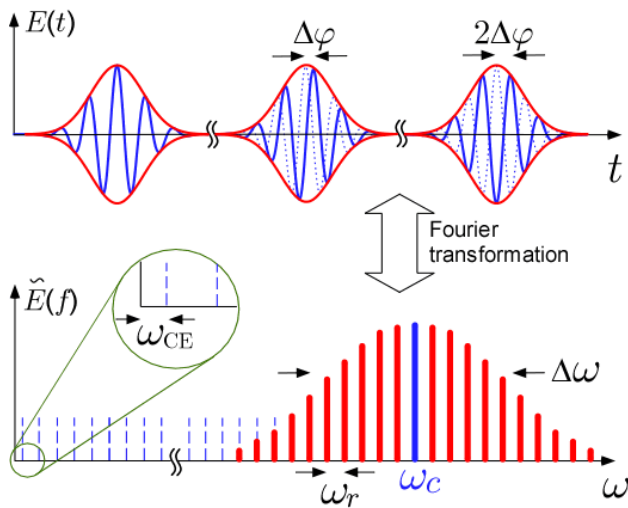 E(t)
Δφ
2Δφ
t
Fourier
transformation
Ẽ(f)
ω_CE
Δω
ω_r
ω_c
ω